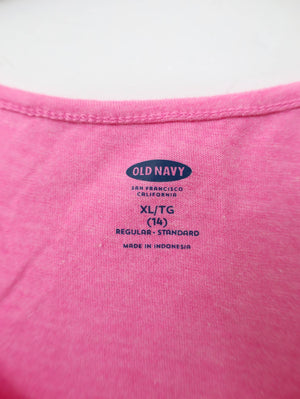 OLD NAVY
SAN FRANCISCO
CALIFORNIA
XL/TG
(14)
REGULAR - STANDARD
MADE IN INDONESIA